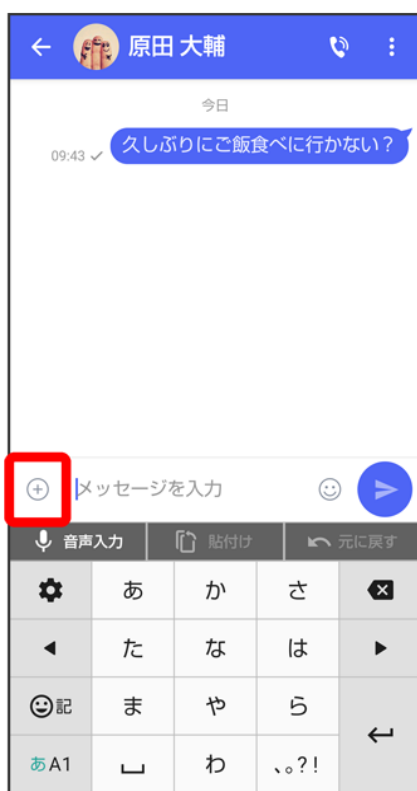 原田 大輔
今日
久しぶりにご飯食べに行かない？
09:43
メッセージを入力
音声入力 貼付け 元に戻す
あ か さ
た な は
記 ま や ら
あA1 わ 、。?!